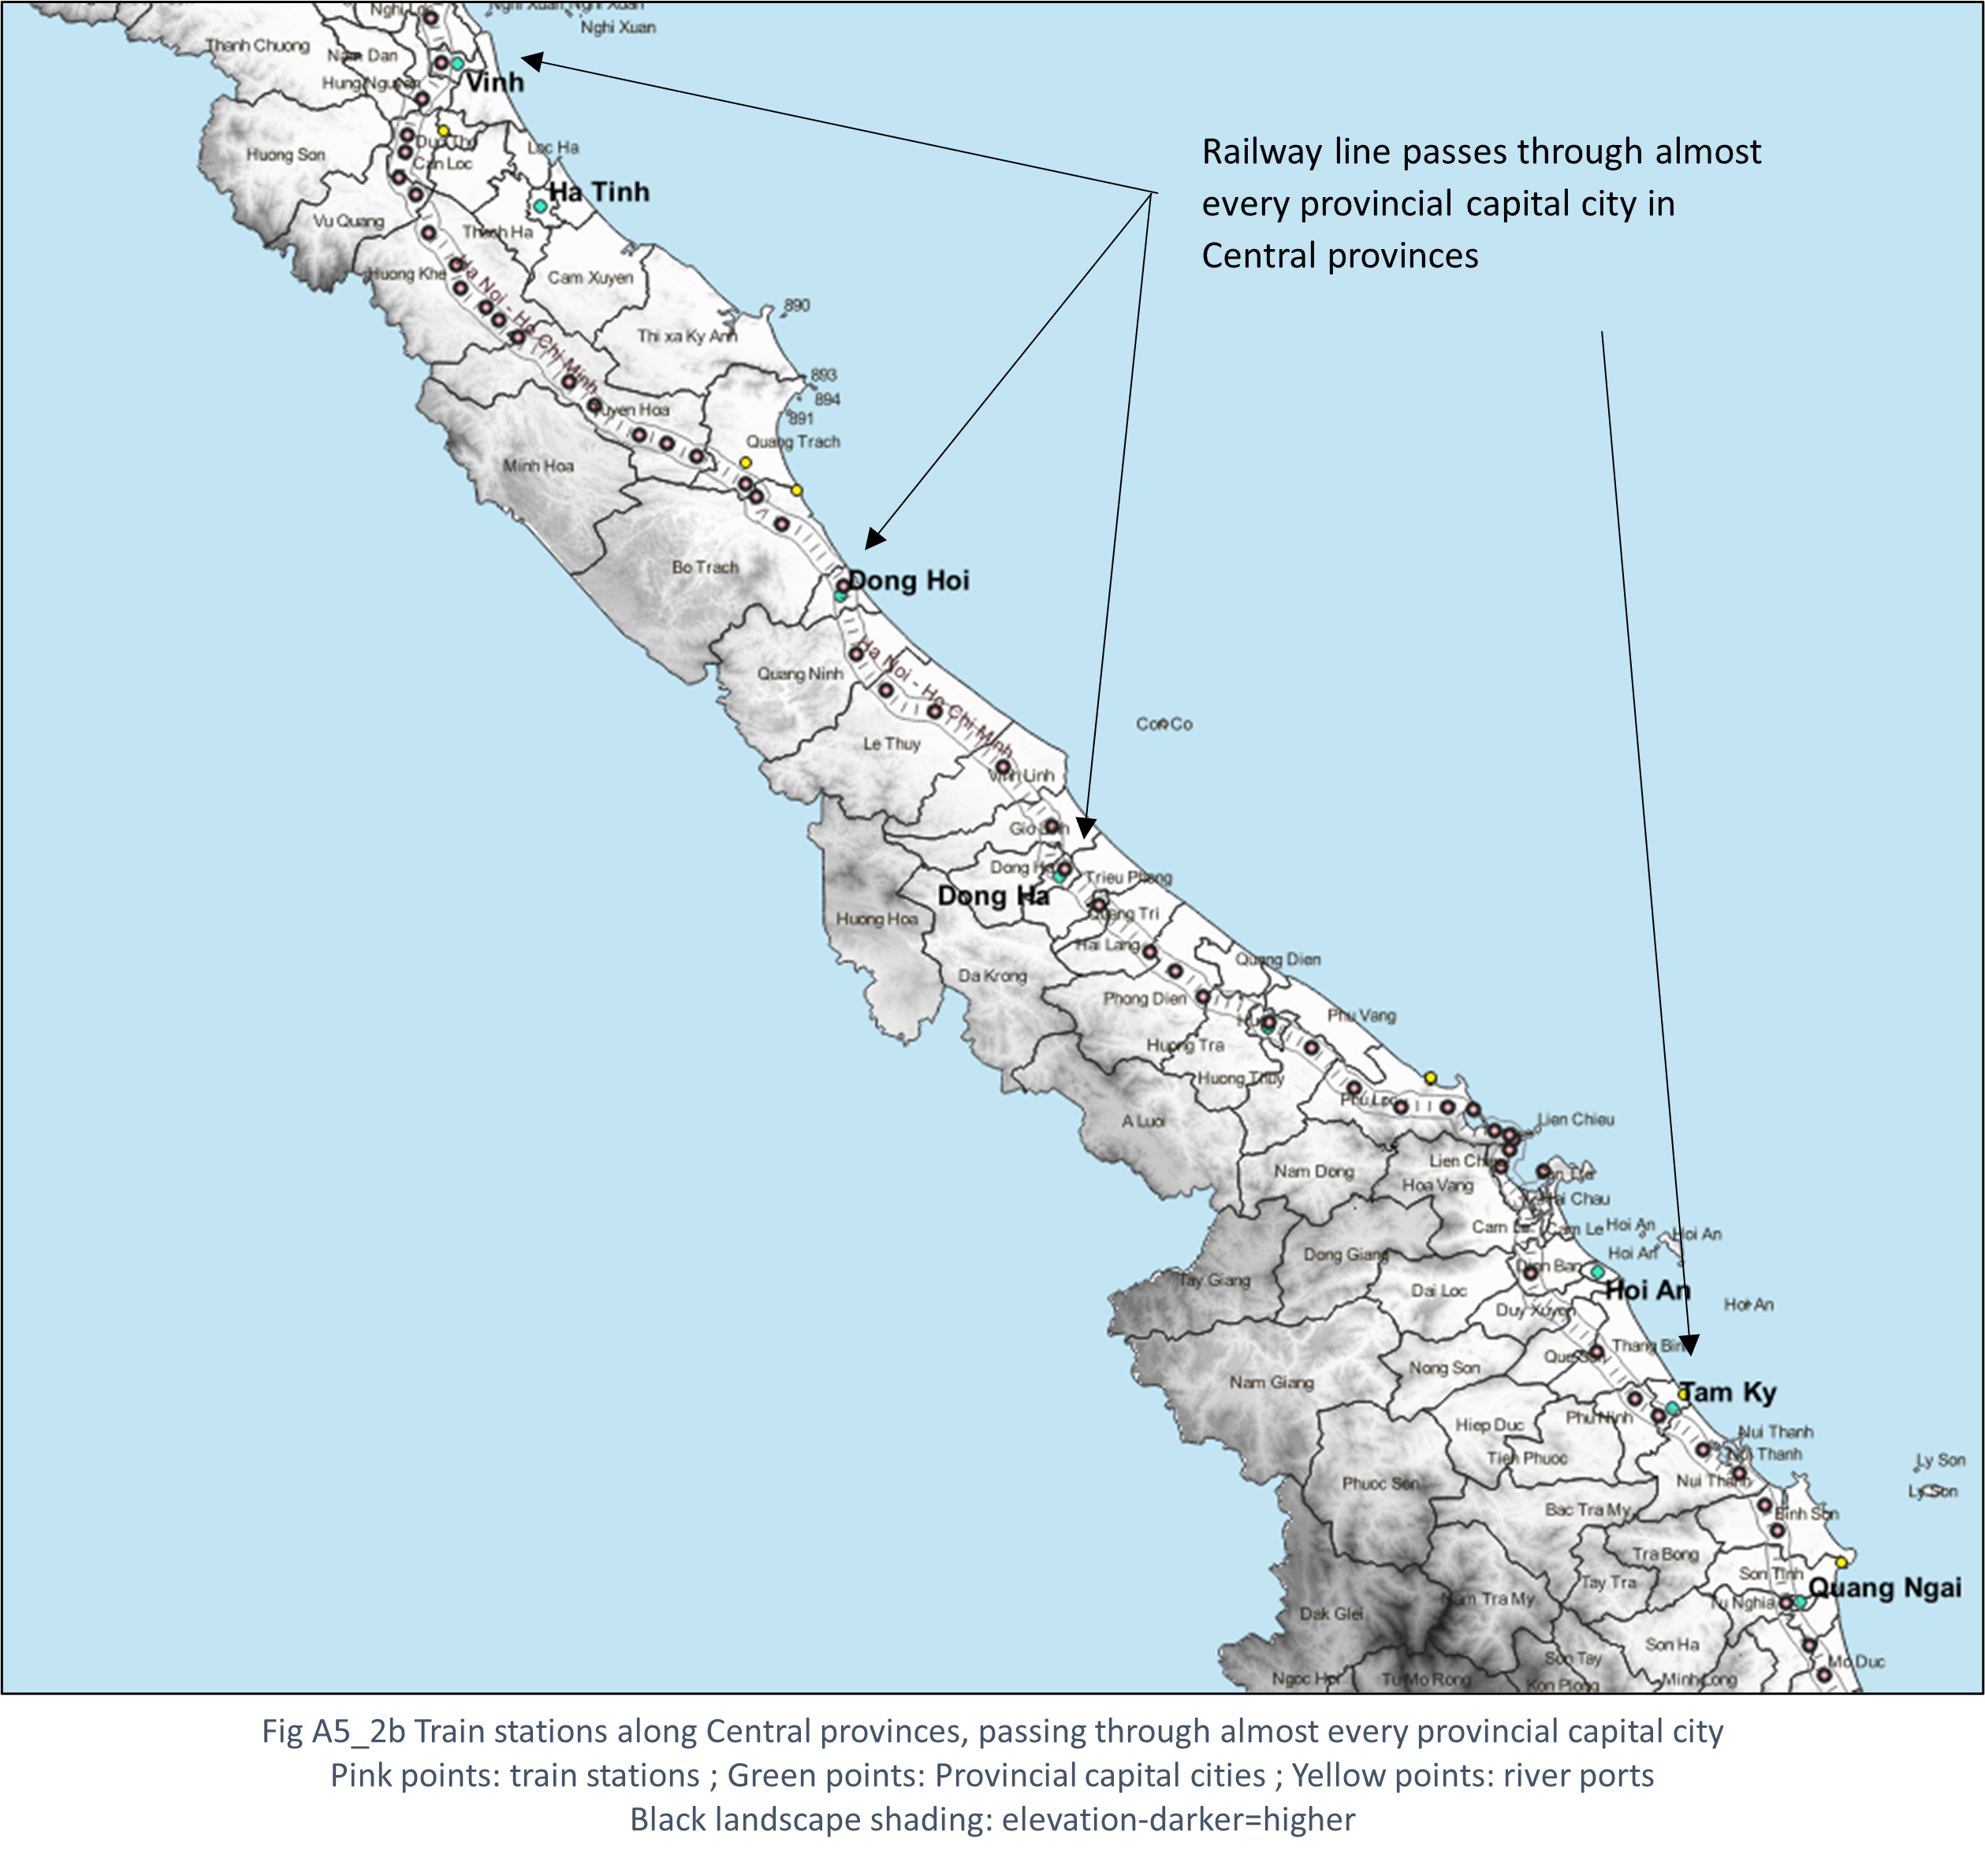 Nghi Loc
Nghi Xuan
Nghi Xuan
Nghi Xuan
Thanh Chuong
Nam Dan
Hung Nguyen
Vinh
Railway line passes through almost
every provincial capital city in
Central provinces
Duc Tho
Loc Ha
Huong Son
Can Loc
Ha Tinh
Vu Quang
Thach Ha
Huong Khe
Cam Xuyen
Ha Noi - Ho Chi Minh
890
Thi xa Ky Anh
893
894
891
Tuyen Hoa
Quang Trach
Minh Hoa
Bo Trach
Dong Hoi
Ha Noi - Ho Chi Minh
Quang Ninh
Con Co
Le Thuy
Vinh Linh
Gio Linh
Dong Ha
Trieu Phong
Dong Ha
Quang Tri
Huong Hoa
Hai Lang
Quang Dien
Da Krong
Phong Dien
Phu Vang
Hue
Huong Tra
Huong Thuy
Phu Loc
A Luoi
Lien Chieu
Lien Chieu
Nam Dong
Son Tra
Hoa Vang
Hai Chau
Cam Le
Cam Le
Hoi An
Hoi An
Hoi An
Dong Giang
Dien Ban
Tay Giang
Dai Loc
Hoi An
Duy Xuyen
Hoi An
Thang Binh
Que Son
Nong Son
Nam Giang
Tam Ky
Phu Ninh
Hiep Duc
Nui Thanh
Nui Thanh
Tien Phuoc
Ly Son
Phuoc Son
Nui Thanh
Ly Son
Bac Tra My
Binh Son
Tra Bong
Son Tinh
Tay Tra
Quang Ngai
Nam Tra My
Tu Nghia
Dak Glei
Son Ha
Son Tay
Mo Duc
Ngoc Hoi
Tu Mo Rong
Kon Plong
Minh Long
Fig A5_2b Train stations along Central provinces, passing through almost every provincial capital city
Pink points: train stations ; Green points: Provincial capital cities ; Yellow points: river ports
Black landscape shading: elevation-darker=higher